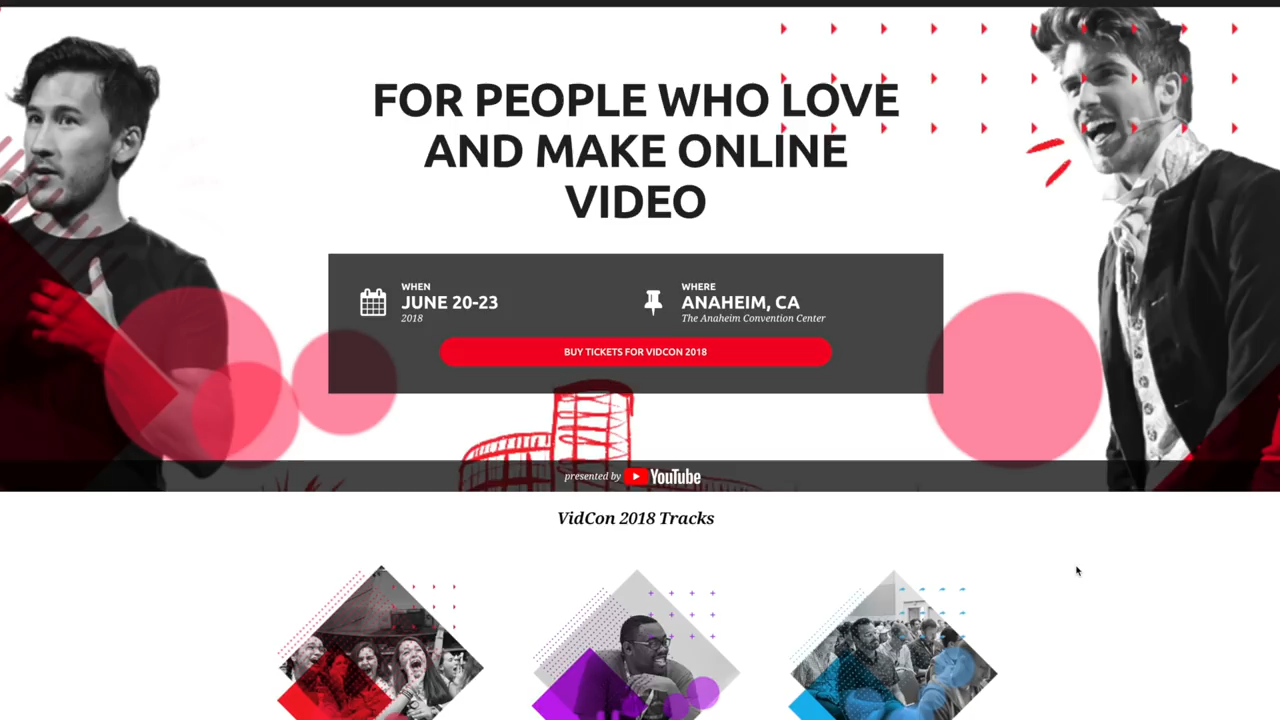 FOR PEOPLE WHO LOVE
AND MAKE ONLINE
VIDEO
WHEN
JUNE 20-23
2018
WHERE
ANAHEIM, CA
The Anaheim Convention Center
BUY TICKETS FOR VIDCON 2018
presented by YouTube
VidCon 2018 Tracks